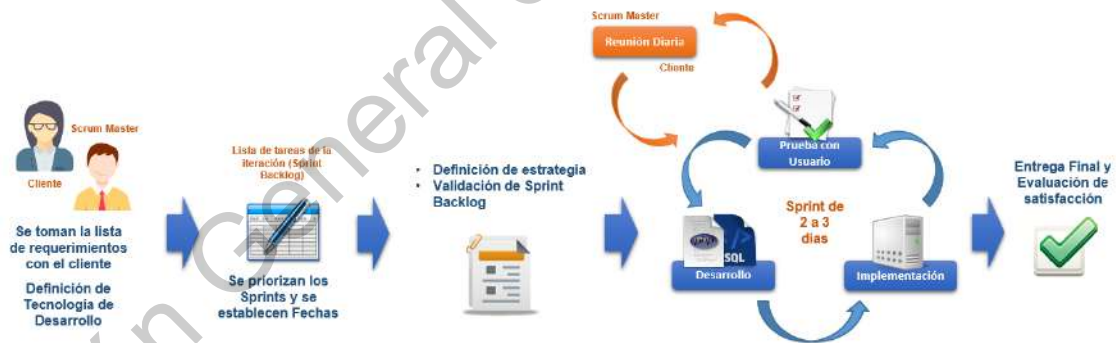 Scrum Master
Cliente
Se toman la lista
de requerimientos
con el cliente
Definición de
Tecnología de
Desarrollo
Lista de tareas de la
iteración (Sprint
Backlog)
Se priorizan los
Sprints y se
establecen Fechas
• Definición de estrategia
• Validación de Sprint
Backlog
Scrum Master
Reunión Diaria
Cliente
Prueba con
Usuario
Sprint de
2 a 3
días
php
SQL
Desarrollo
Implementación
Entrega Final y
Evaluación de
satisfacción
General